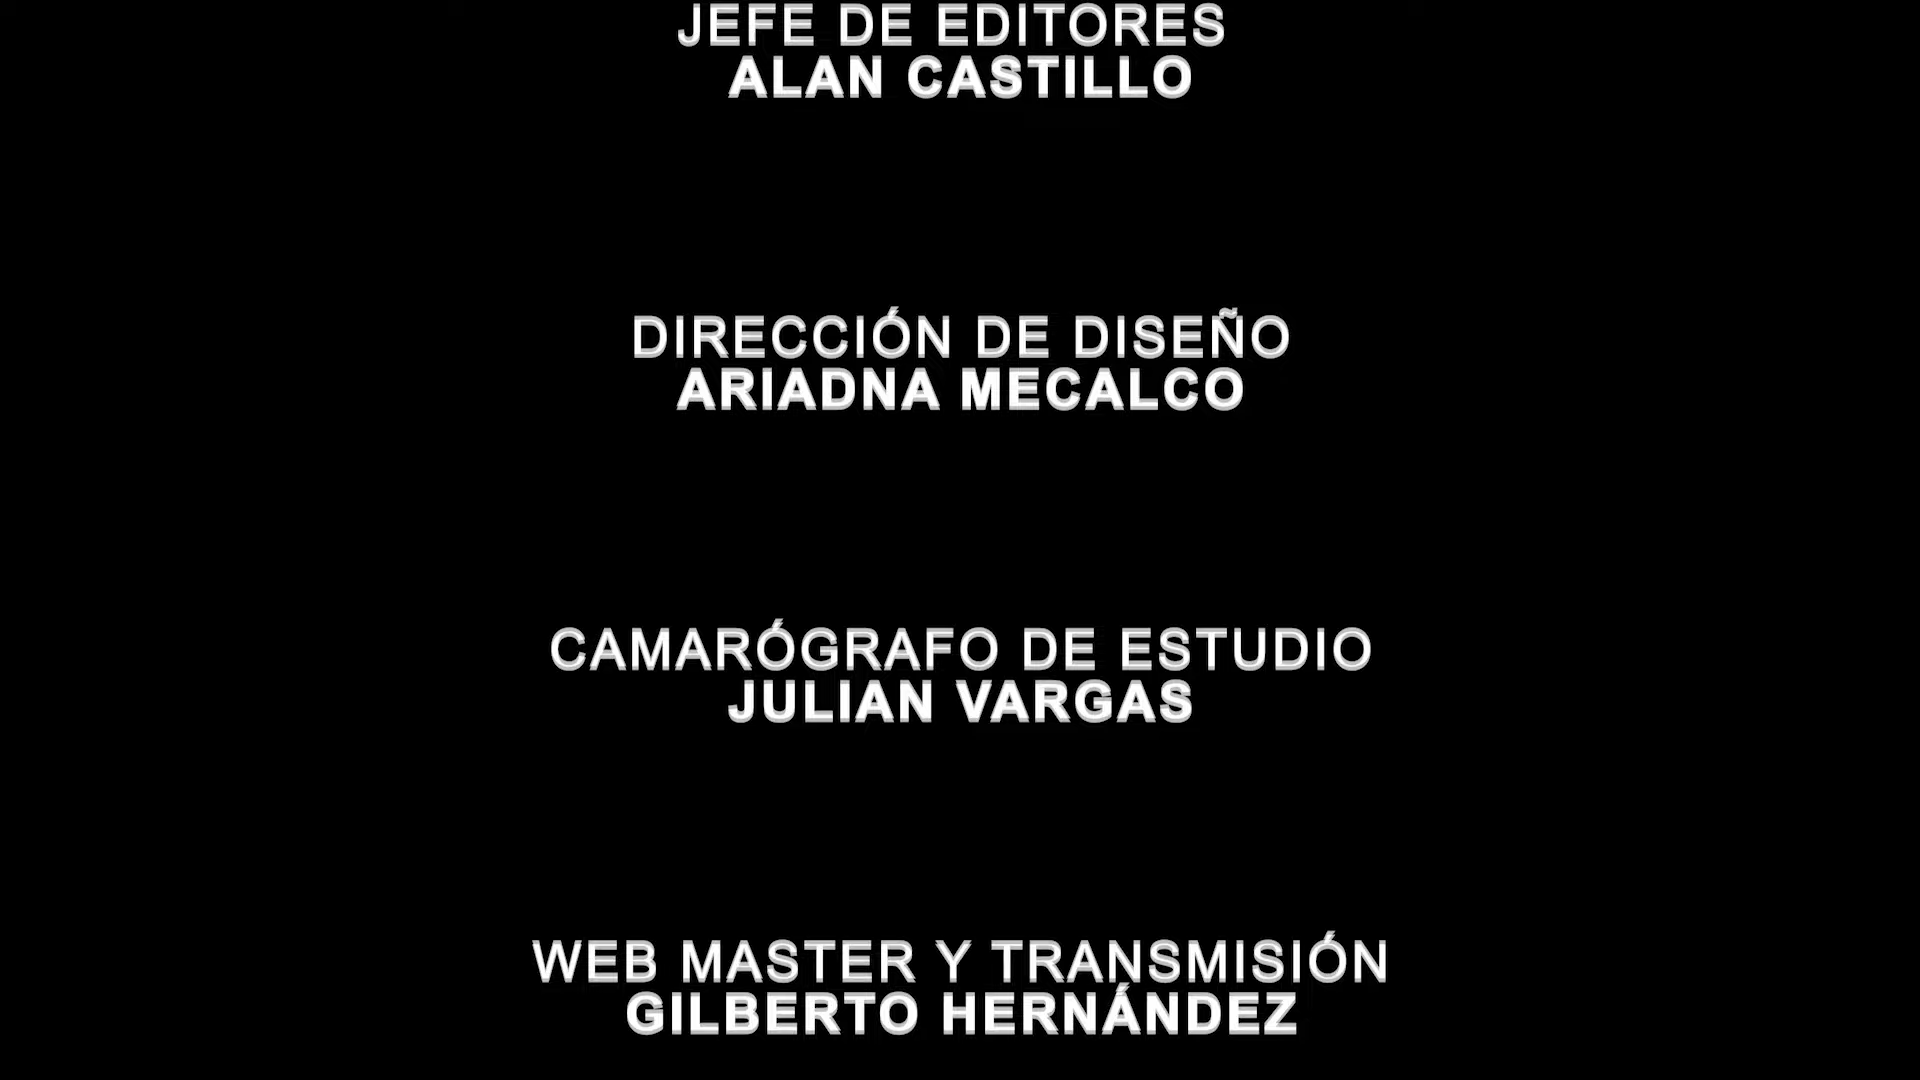 JEFE DE EDITORES
ALAN CASTILLO
DIRECCIÓN DE DISEÑO
ARIADNA MECALCO
CAMARÓGRAFO DE ESTUDIO
JULIAN VARGAS
WEB MASTER Y TRANSMISIÓN
GILBERTO HERNÁNDEZ